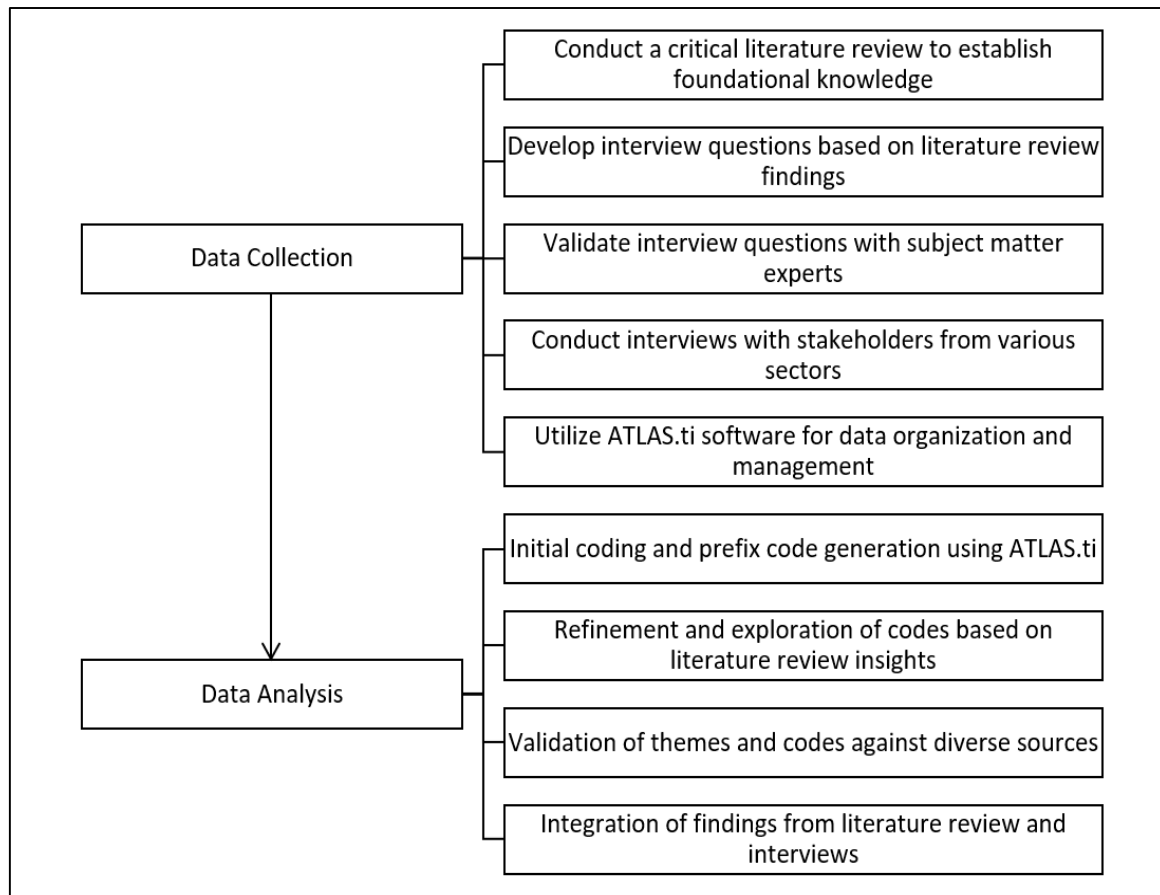 Conduct a critical literature review to establish
foundational knowledge
Develop interview questions based on literature review
findings
Data Collection
Validate interview questions with subject matter
experts
Conduct interviews with stakeholders from various
sectors
Utilize ATLAS.ti software for data organization and
management
Data Analysis
Initial coding and prefix code generation using ATLAS.ti
Refinement and exploration of codes based on
literature review insights
Validation of themes and codes against diverse sources
Integration of findings from literature review and
interviews